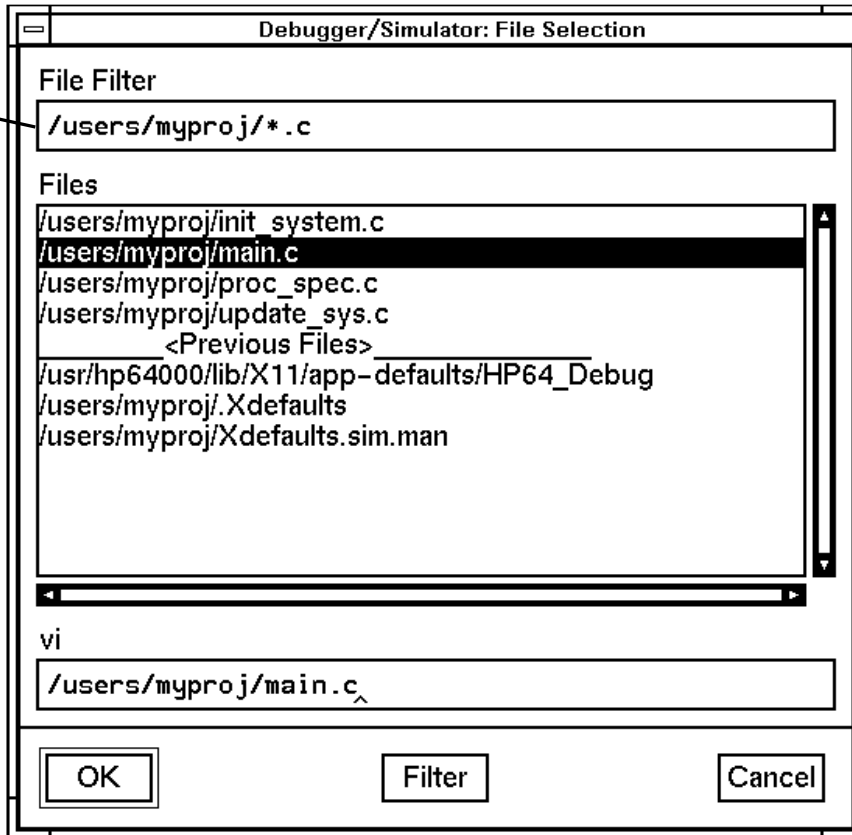 Debugger/Simulator: File Selection
File Filter
/users/myproj/*.c
Files
/users/myproj/init_system.c
/users/myproj/main.c
/users/myproj/proc_spec.c
/users/myproj/update_sys.c
_________<Previous Files>________________
/usr/hp64000/lib/X11/app-defaults/HP64_Debug
/users/myproj/.Xdefaults
/users/myproj/Xdefaults.sim.man
vi
/users/myproj/main.c^
OK Filter Cancel